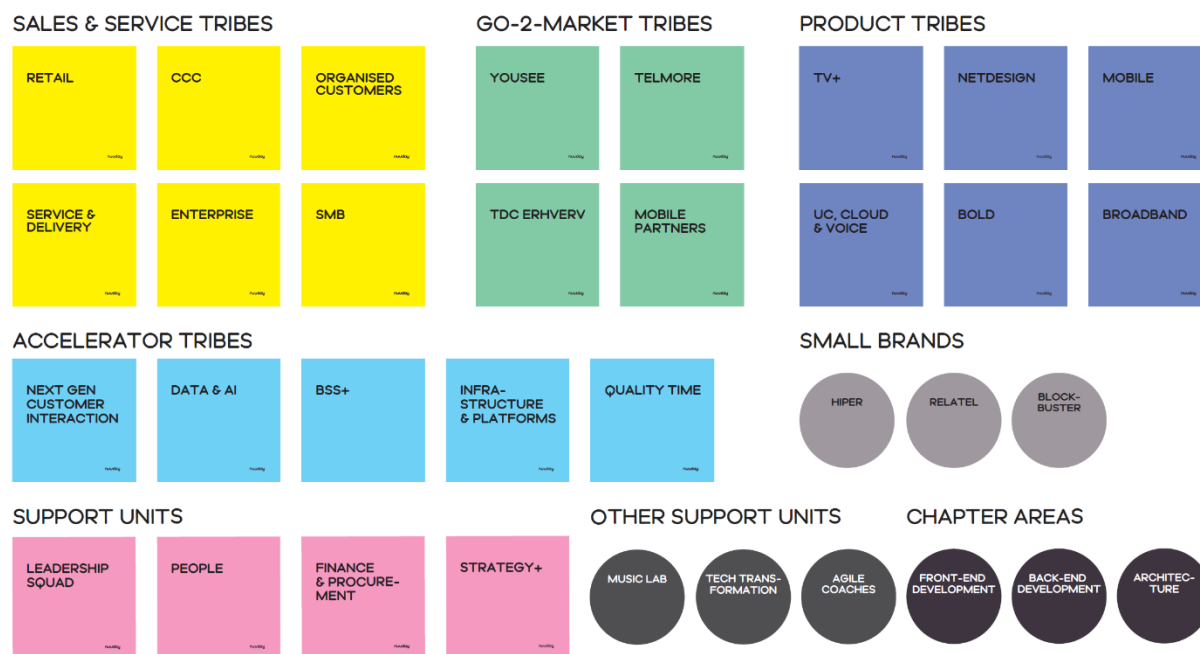 SALES & SERVICE TRIBES
RETAIL
CCC
ORGANISED
CUSTOMERS
SERVICE &
DELIVERY
ENTERPRISE
SMB
GO-2-MARKET TRIBES
YOUSEE
TELMORE
TDC ERHVERV
MOBILE
PARTNERS
PRODUCT TRIBES
TV+
NETDESIGN
MOBILE
UC, CLOUD
& VOICE
BOLD
BROADBAND
ACCELERATOR TRIBES
NEXT GEN
CUSTOMER
INTERACTION
DATA & AI
BSS+
INFRA-
STRUCTURE
& PLATFORMS
QUALITY TIME
SMALL BRANDS
HIPER
RELATEL
BLOCK-
BUSTER
SUPPORT UNITS
LEADERSHIP
SQUAD
PEOPLE
FINANCE
& PROCURE-
MENT
STRATEGY+
OTHER SUPPORT UNITS
MUSIC LAB
TECH TRANS-
FORMATION
AGILE
COACHES
CHAPTER AREAS
FRONT-END
DEVELOPMENT
BACK-END
DEVELOPMENT
ARCHITEC-
TURE